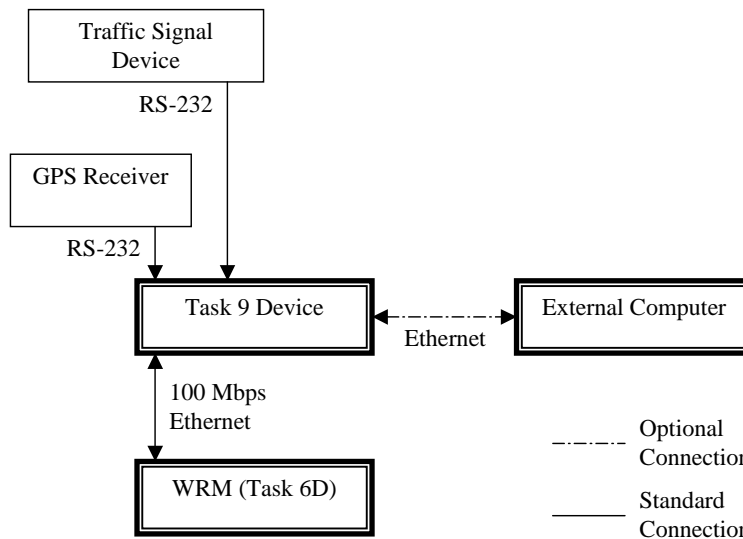 Traffic Signal
Device
RS-232
GPS Receiver
RS-232
Task 9 Device
Ethernet
External Computer
100 Mbps
Ethernet
WRM (Task 6D)
Optional
Connection
Standard
Connection